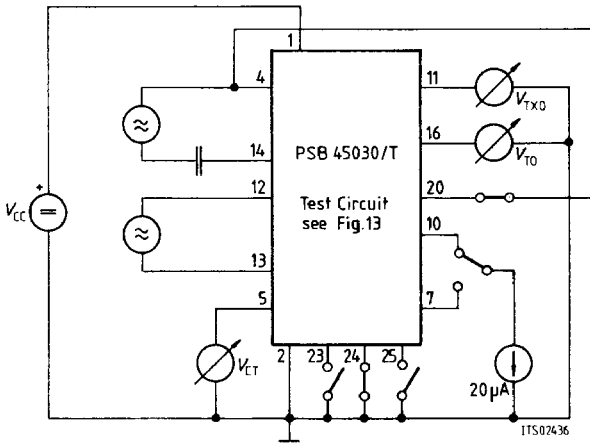 1
4
11
V_TXD
16
V_TO
14
PSB 45030/T
12
20
Test Circuit
see Fig.13
10
+
V_CC
13
5
7
V_CT
2
23
24
25
20 µA
ITS02436